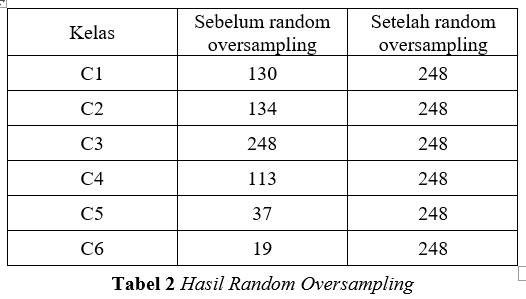 Kelas Sebelum random oversampling Setelah random oversampling
C1 130 248
C2 134 248
C3 248 248
C4 113 248
C5 37 248
C6 19 248
Tabel 2 Hasil Random Oversampling